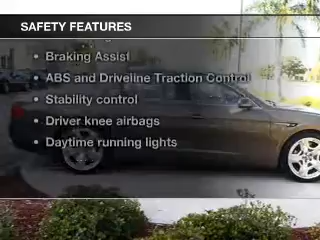 SAFETY FEATURES
• Braking Assist
• ABS and Driveline Traction Control
• Stability control
• Driver knee airbags
• Daytime running lights